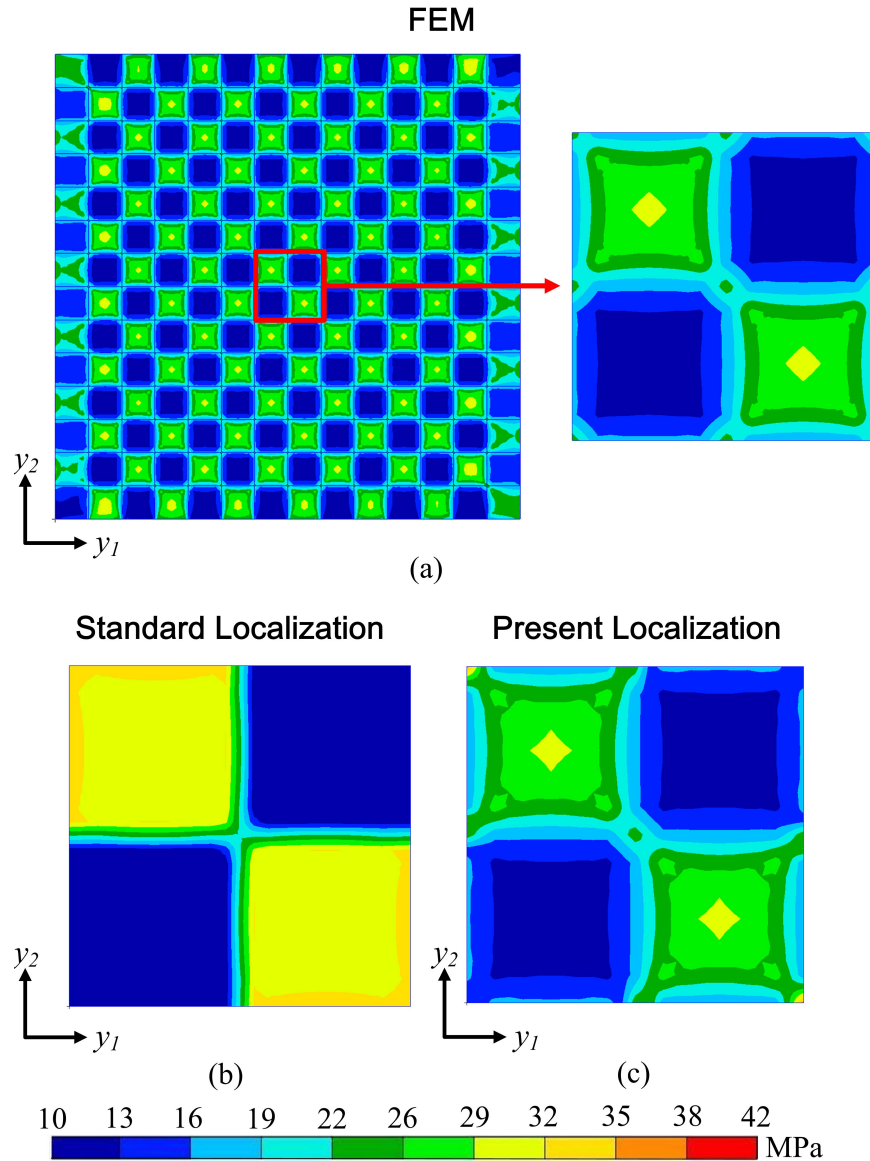 FEM
y2
y1
(a)
Standard Localization
Present Localization
y2
y1
y2
y1
(b)
(c)
10 13 16 19 22 26 29 32 35 38 42
MPa